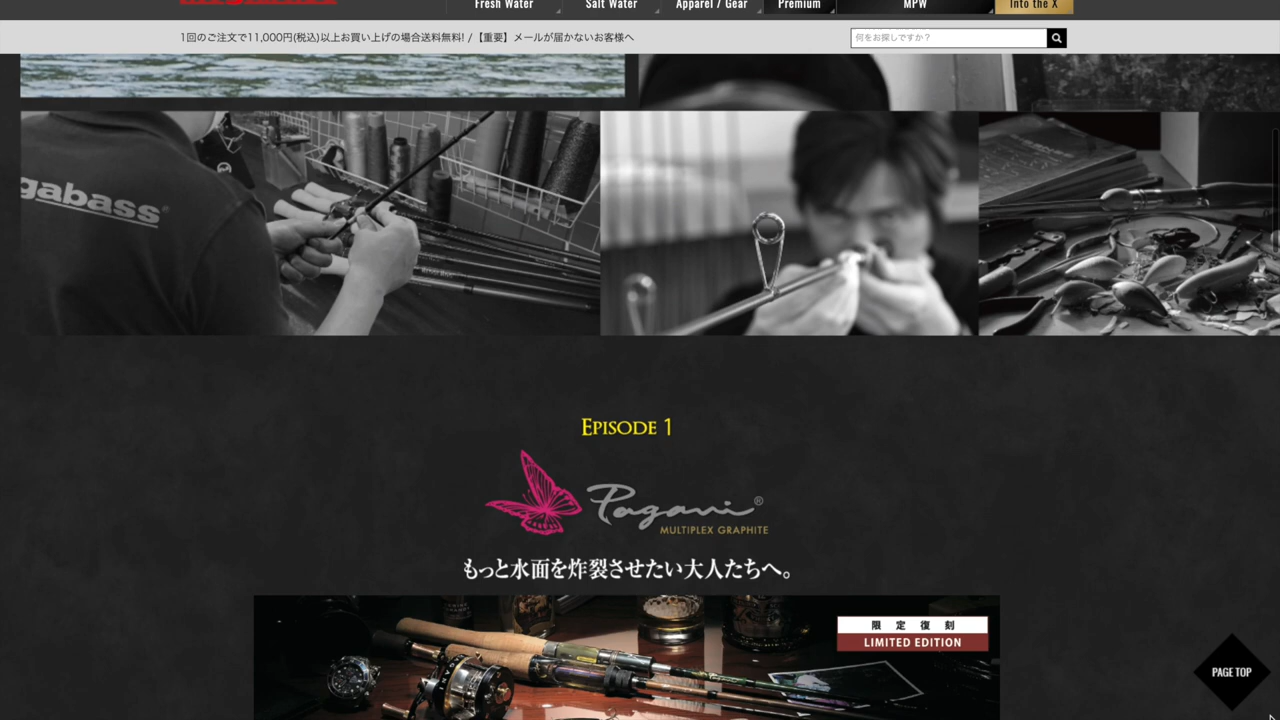 Fresh Water
Salt Water
Apparel / Gear
Premium
MPW
Into the X
1回のご注文で11,000円(税込)以上お買い上げの場合送料無料! /【重要】メールが届かないお客様へ
何をお探しですか？
gabass
EPISODE 1
Pagani®
MULTIPLEX GRAPHITE
もっと水面を炸裂させたい大人たちへ。
限定復刻
LIMITED EDITION
PAGE TOP